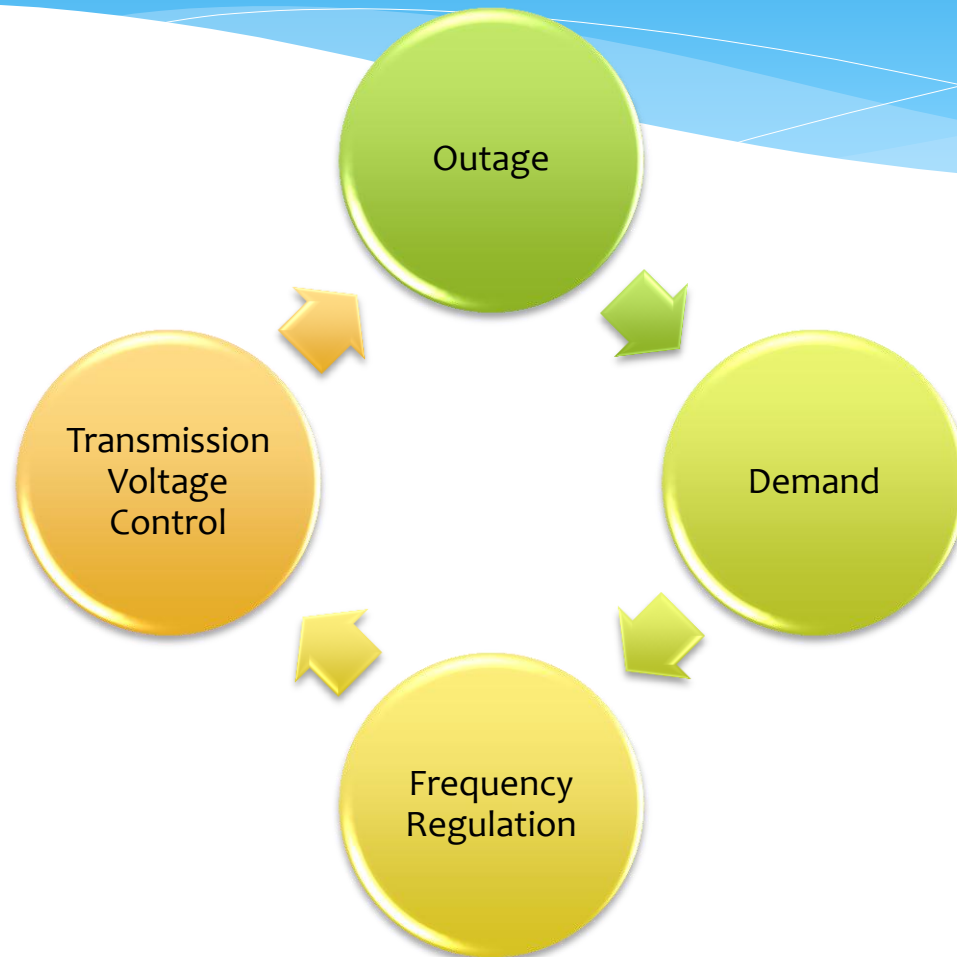 Outage
Demand
Frequency
Regulation
Transmission
Voltage
Control